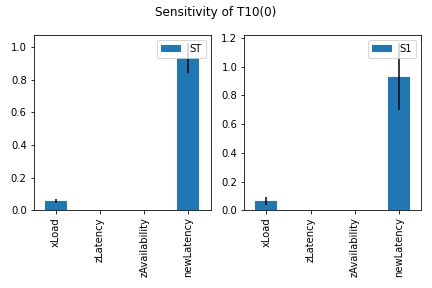 Sensitivity of T10(0)
ST
1.0
0.8
0.6
0.4
0.2
0.0
xLoad
zLatency
zAvailability
newLatency
S1
1.2
1.0
0.8
0.6
0.4
0.2
0.0
xLoad
zLatency
zAvailability
newLatency